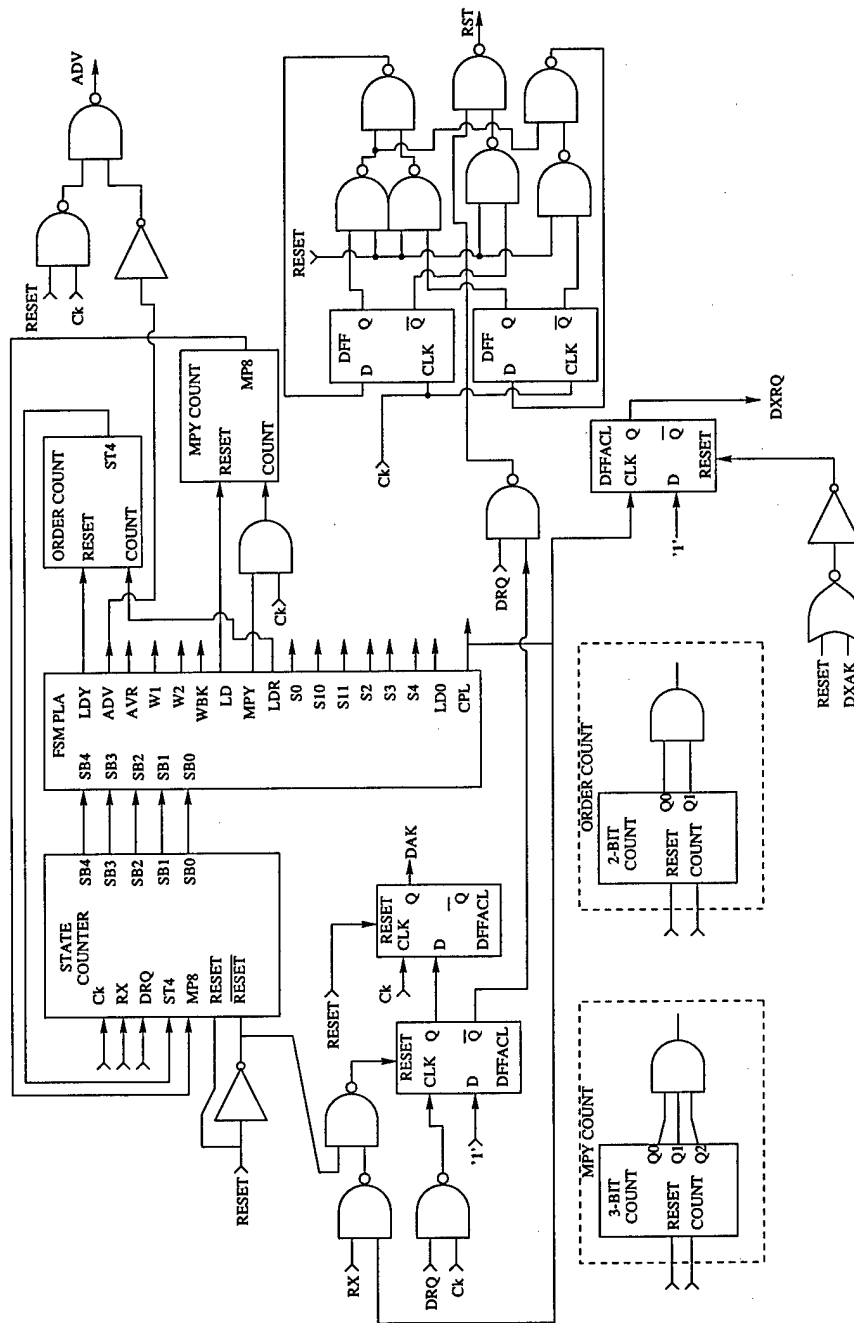 STATE
COUNTER
Ck
RX
DRQ
ST4
MP8
RESET
RESET
SB4
SB3
SB2
SB1
SB0
RESET
FSM PLA
SB4
SB3
SB2
SB1
SB0
LDY
ADV
AVR
W1
W2
WBK
LD
MPY
LDR
S0
S10
S11
S2
S3
S4
LD0
CPL
ORDER COUNT
RESET
COUNT
ST4
MPY COUNT
RESET
COUNT
MP8
Ck
RESET
Ck
ADV
RX
DRQ
Ck
'1'
RESET
CLK
D
Q
Q
DFFACL
RESET
Ck
RESET
CLK
D
Q
Q
DFFACL
DAK
DRQ
Ck
RESET
DFF
D
CLK
Q
Q
DFF
D
CLK
Q
Q
RST
DFFACL
CLK
D
Q
Q
RESET
'1'
DXRQ
RESET
DXAK
MPY COUNT
3-BIT
COUNT
RESET
COUNT
Q0
Q1
Q2
ORDER COUNT
2-BIT
COUNT
RESET
COUNT
Q0
Q1